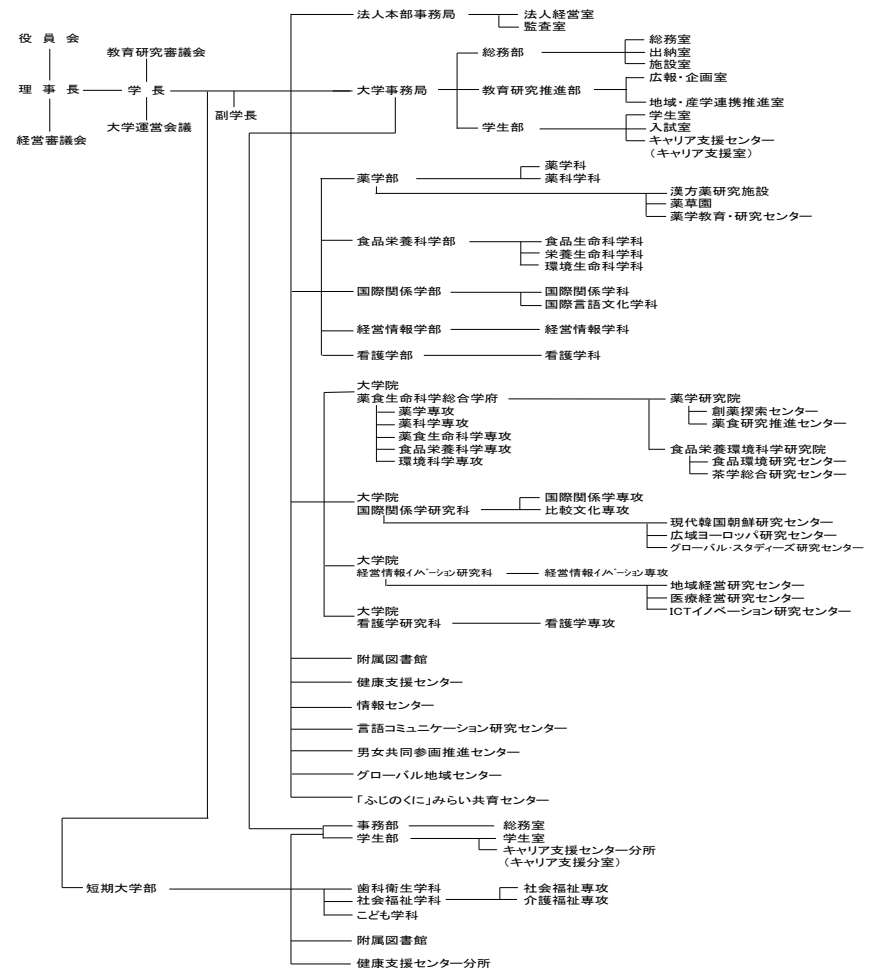 法人本部事務局 法人経営室
監査室
役員会
教育研究審議会
理事長 学長
経営審議会 大学運営会議
副学長
大学事務局
総務部 総務室
出納室
施設室
教育研究推進部 広報・企画室
地域・産学連携推進室
学生部 学生室
入試室
キャリア支援センター
(キャリア支援室)
薬学部 薬学科
薬科学科
漢方薬研究施設
薬草園
薬学教育・研究センター
食品栄養科学部 食品生命科学科
栄養生命科学科
環境生命科学科
国際関係学部 国際関係学科
国際言語文化学科
経営情報学部 経営情報学科
看護学部 看護学科
大学院
薬食生命科学総合学府 薬学研究院
薬学専攻 創薬探索センター
薬科学専攻 薬食研究推進センター
薬食生命科学専攻
食品栄養科学専攻 食品栄養環境科学研究院
環境科学専攻 食品環境研究センター
茶学総合研究センター
大学院 国際関係学専攻
国際関係学研究科 比較文化専攻
現代韓国朝鮮研究センター
広域ヨーロッパ研究センター
グローバル・スタディーズ研究センター
大学院
経営情報イノベーション研究科 経営情報イノベーション専攻
地域経営研究センター
医療経営研究センター
ICTイノベーション研究センター
大学院
看護学研究科 看護学専攻
附属図書館
健康支援センター
情報センター
言語コミュニケーション研究センター
男女共同参画推進センター
グローバル地域センター
「ふじのくに」みらい共育センター
事務部 総務室
学生部 学生室
キャリア支援センター分所
(キャリア支援分室)
短期大学部
歯科衛生学科 社会福祉専攻
社会福祉学科 介護福祉専攻
こども学科
附属図書館
健康支援センター分所